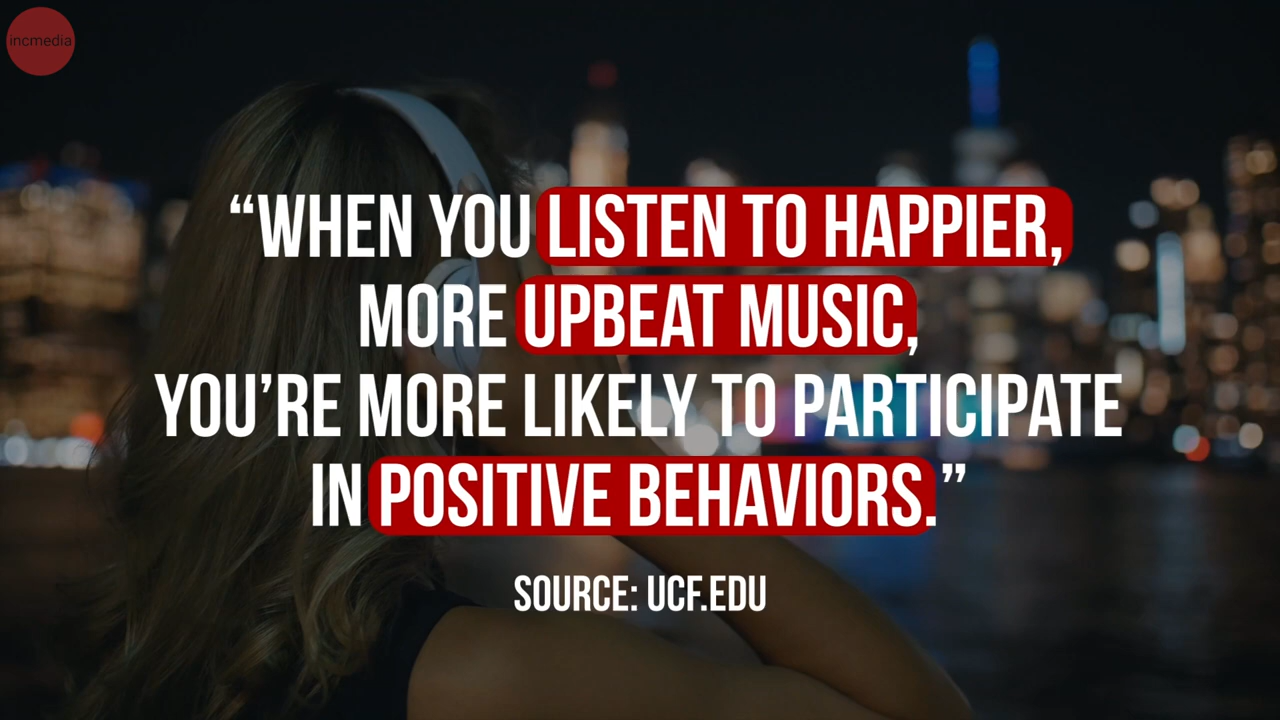 incmedia
“WHEN YOU LISTEN TO HAPPIER,
MORE UPBEAT MUSIC,
YOU’RE MORE LIKELY TO PARTICIPATE
IN POSITIVE BEHAVIORS.”
SOURCE: UCF.EDU